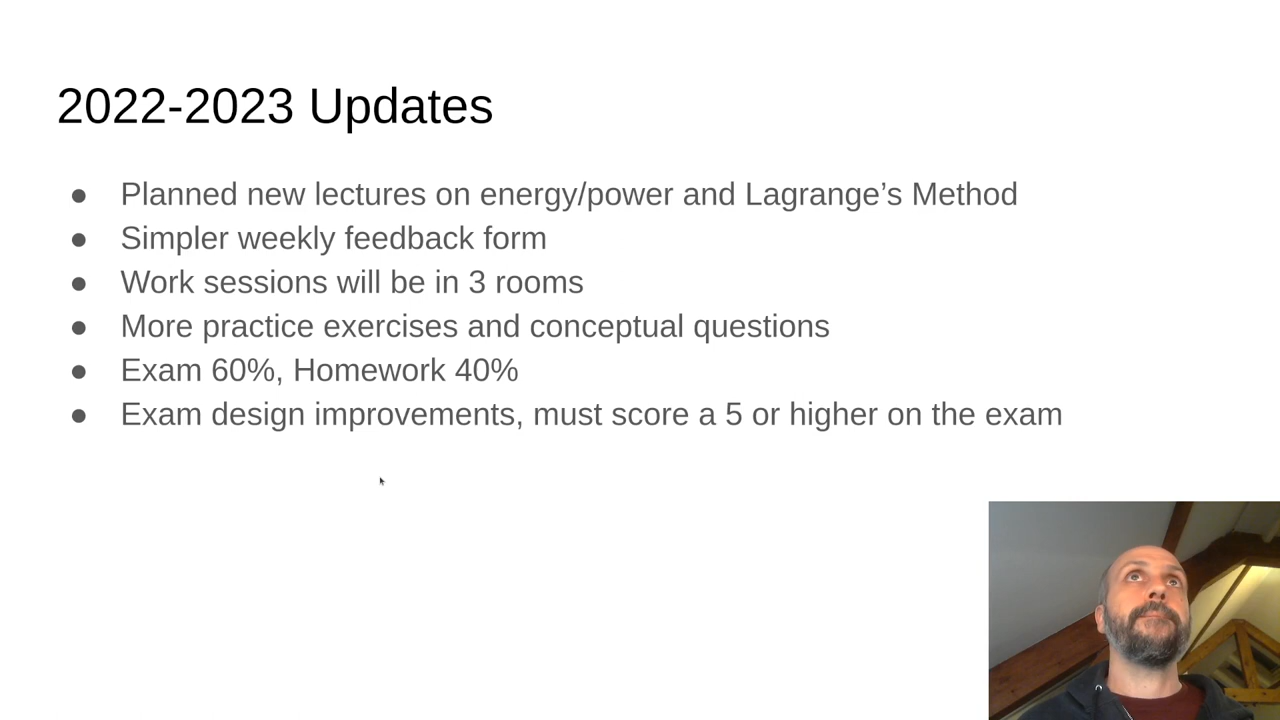 2022-2023 Updates
● Planned new lectures on energy/power and Lagrange’s Method
● Simpler weekly feedback form
● Work sessions will be in 3 rooms
● More practice exercises and conceptual questions
● Exam 60%, Homework 40%
● Exam design improvements, must score a 5 or higher on the exam